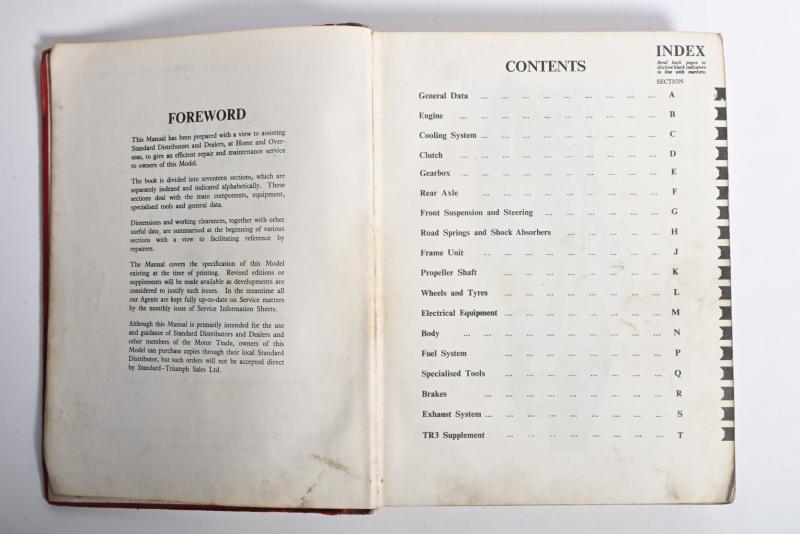 FOREWORD
This Manual has been prepared with a view to assisting
Standard Distributors and Dealers, at Home and Over-
seas, to give an efficient repair and maintenance service
to owners of this Model.
The book is divided into seventeen sections, which are
separately indexed and indicated alphabetically. These
sections deal with the main components, equipment,
specialised tools and general data.
Dimensions and working clearances, together with other
useful data, are summarised at the beginning of various
sections with a view to facilitating reference by
repairers.
The Manual covers the specification of this Model
existing at the time of printing. Revised editions or
supplements will be made available as developments are
considered to justify such issues. In the meantime all
our Agents are kept fully up-to-date on Service matters
by the monthly issue of Service Information Sheets.
Although this Manual is primarily intended for the use
and guidance of Standard Distributors and Dealers and
other members of the Motor Trade, owners of this
Model can purchase copies through their local Standard
Distributor, but such orders will not be accepted direct
by Standard-Triumph Sales Ltd.
CONTENTS
INDEX
Bend back pages to
disclose black indicators
in line with markers.
SECTION
General Data ... ... ... ... ... ... ... ... ... A
Engine ... ... ... ... ... ... ... ... ... ... B
Cooling System ... ... ... ... ... ... ... ... ... C
Clutch ... ... ... ... ... ... ... ... ... ... D
Gearbox ... ... ... ... ... ... ... ... ... ... E
Rear Axle ... ... ... ... ... ... ... ... ... F
Front Suspension and Steering ... ... ... ... ... ... G
Road Springs and Shock Absorbers ... ... ... ... ... H
Frame Unit .. ... ... ... ... ... ... ... ... J
Propeller Shaft ... ... ... ... ... ... ... ... K
Wheels and Tyres ... ... ... ... ... ... ... ... L
Electrical Equipment ... ... ... ... ... ... ... ... M
Body ... ... ... ... ... ... ... ... ... ... N
Fuel System ... ... ... ... ... ... ... ... P
Specialised Tools ... ... ... ... ... ... ... ... Q
Brakes ... ... ... ... ... ... ... ... ... R
Exhaust System ... ... ... ... ... ... ... ... ... S
TR3 Supplement ... .. .. ... ... ... ... ... T